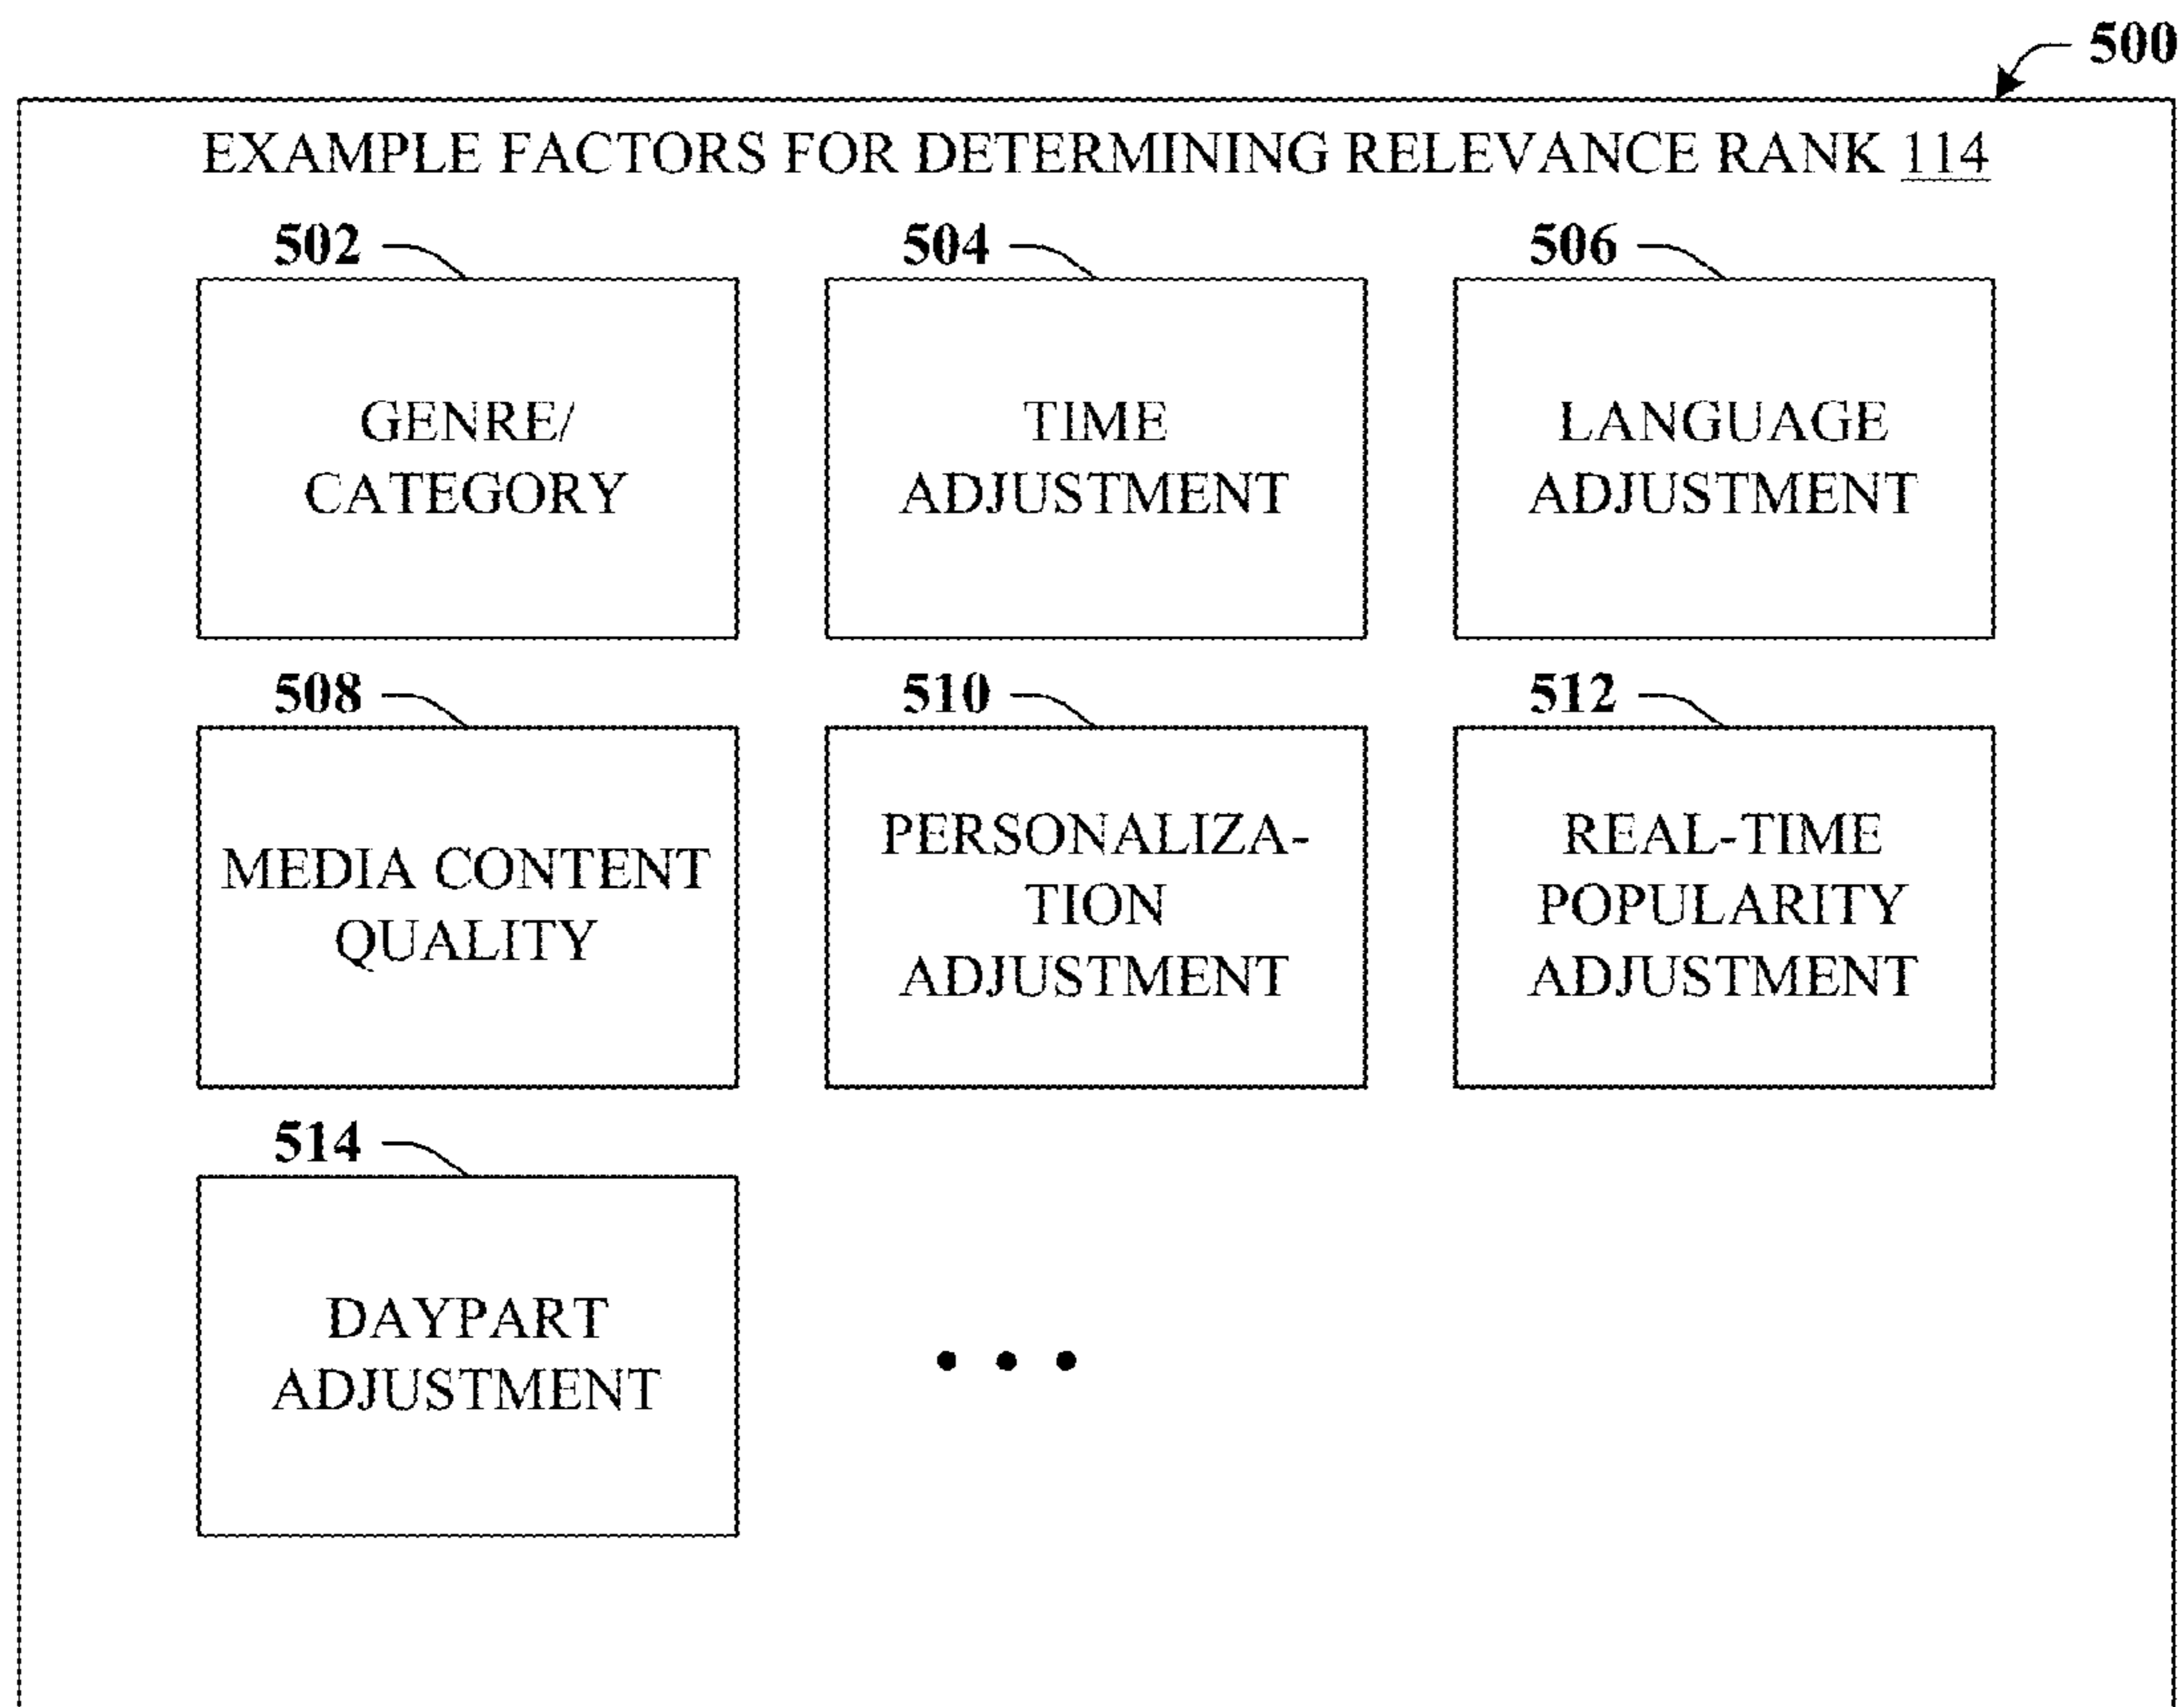 500
EXAMPLE FACTORS FOR DETERMINING RELEVANCE RANK 114
502
504
506
GENRE/
CATEGORY
TIME
ADJUSTMENT
LANGUAGE
ADJUSTMENT
508
510
512
MEDIA CONTENT
QUALITY
PERSONALIZA-
TION
ADJUSTMENT
REAL-TIME
POPULARITY
ADJUSTMENT
514
DAYPART
ADJUSTMENT
• • •